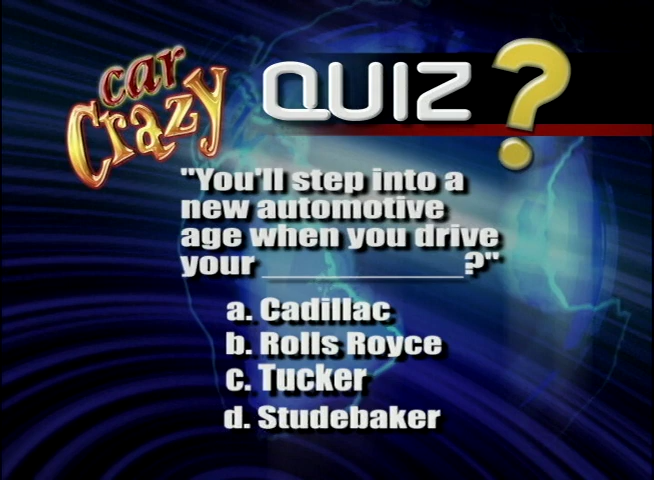 car
Crazy
QUIZ?
"You'll step into a
new automotive
age when you drive
your ______________?"
a. Cadillac
b. Rolls Royce
c. Tucker
d. Studebaker